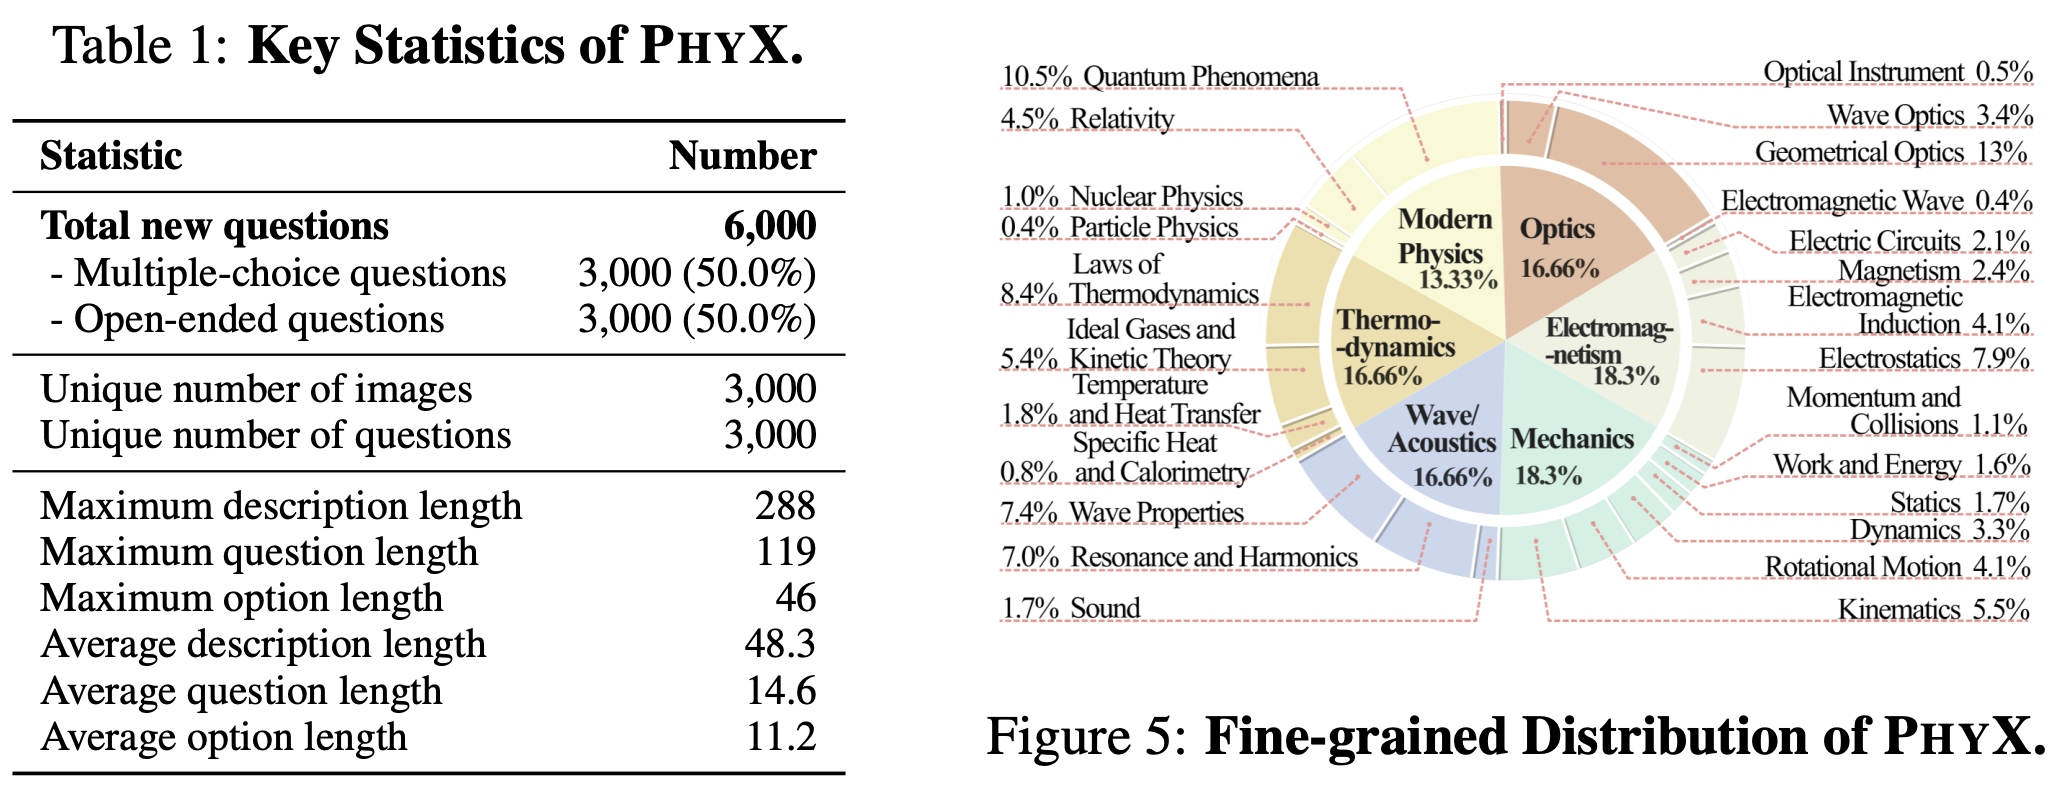 Table 1: Key Statistics of PHYX.
Statistic Number
Total new questions 6,000
- Multiple-choice questions 3,000 (50.0%)
- Open-ended questions 3,000 (50.0%)
Unique number of images 3,000
Unique number of questions 3,000
Maximum description length 288
Maximum question length 119
Maximum option length 46
Average description length 48.3
Average question length 14.6
Average option length 11.2
10.5% Quantum Phenomena
4.5% Relativity
1.0% Nuclear Physics
0.4% Particle Physics
Laws of
8.4% Thermodynamics
Ideal Gases and
5.4% Kinetic Theory
Temperature
1.8% and Heat Transfer
Specific Heat
0.8% and Calorimetry
7.4% Wave Properties
7.0% Resonance and Harmonics
1.7% Sound
Modern
Physics
13.33%
Optics
16.66%
Thermo-
-dynamics
16.66%
Electromag-
-netism
18.3%
Wave/
Acoustics
16.66%
Mechanics
18.3%
Optical Instrument 0.5%
Wave Optics 3.4%
Geometrical Optics 13%
Electromagnetic Wave 0.4%
Electric Circuits 2.1%
Magnetism 2.4%
Electromagnetic
Induction 4.1%
Electrostatics 7.9%
Momentum and
Collisions 1.1%
Work and Energy 1.6%
Statics 1.7%
Dynamics 3.3%
Rotational Motion 4.1%
Kinematics 5.5%
Figure 5: Fine-grained Distribution of PHYX.